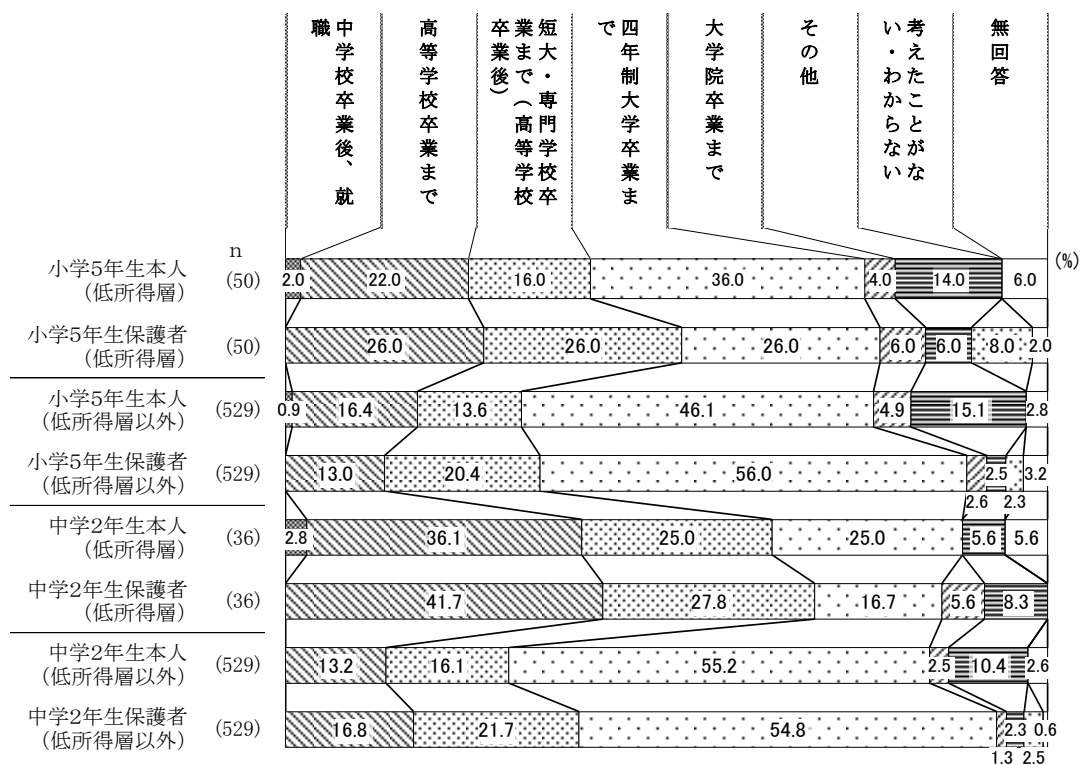 中学校卒業後、就
職
高等学校卒業まで
短大・専門学校卒
業まで(高等学校
卒業後)
四年制大学卒業ま
で
大学院卒業まで
その他
考えたことがな
い・わからない
無回答
n
(%)
小学5年生本人
(低所得層)
(50)
2.0 22.0 16.0 36.0 4.0 14.0 6.0
小学5年生保護者
(低所得層)
(50)
26.0 26.0 26.0 6.0 6.0 8.0 2.0
小学5年生本人
(低所得層以外)
(529)
0.9 16.4 13.6 46.1 4.9 15.1 2.8
小学5年生保護者
(低所得層以外)
(529)
13.0 20.4 56.0 2.5 3.2
2.6 2.3
中学2年生本人
(低所得層)
(36)
2.8 36.1 25.0 25.0 5.6 5.6
中学2年生保護者
(低所得層)
(36)
41.7 27.8 16.7 5.6 8.3
中学2年生本人
(低所得層以外)
(529)
13.2 16.1 55.2 2.5 10.4 2.6
中学2年生保護者
(低所得層以外)
(529)
16.8 21.7 54.8 2.3 0.6
1.3 2.5